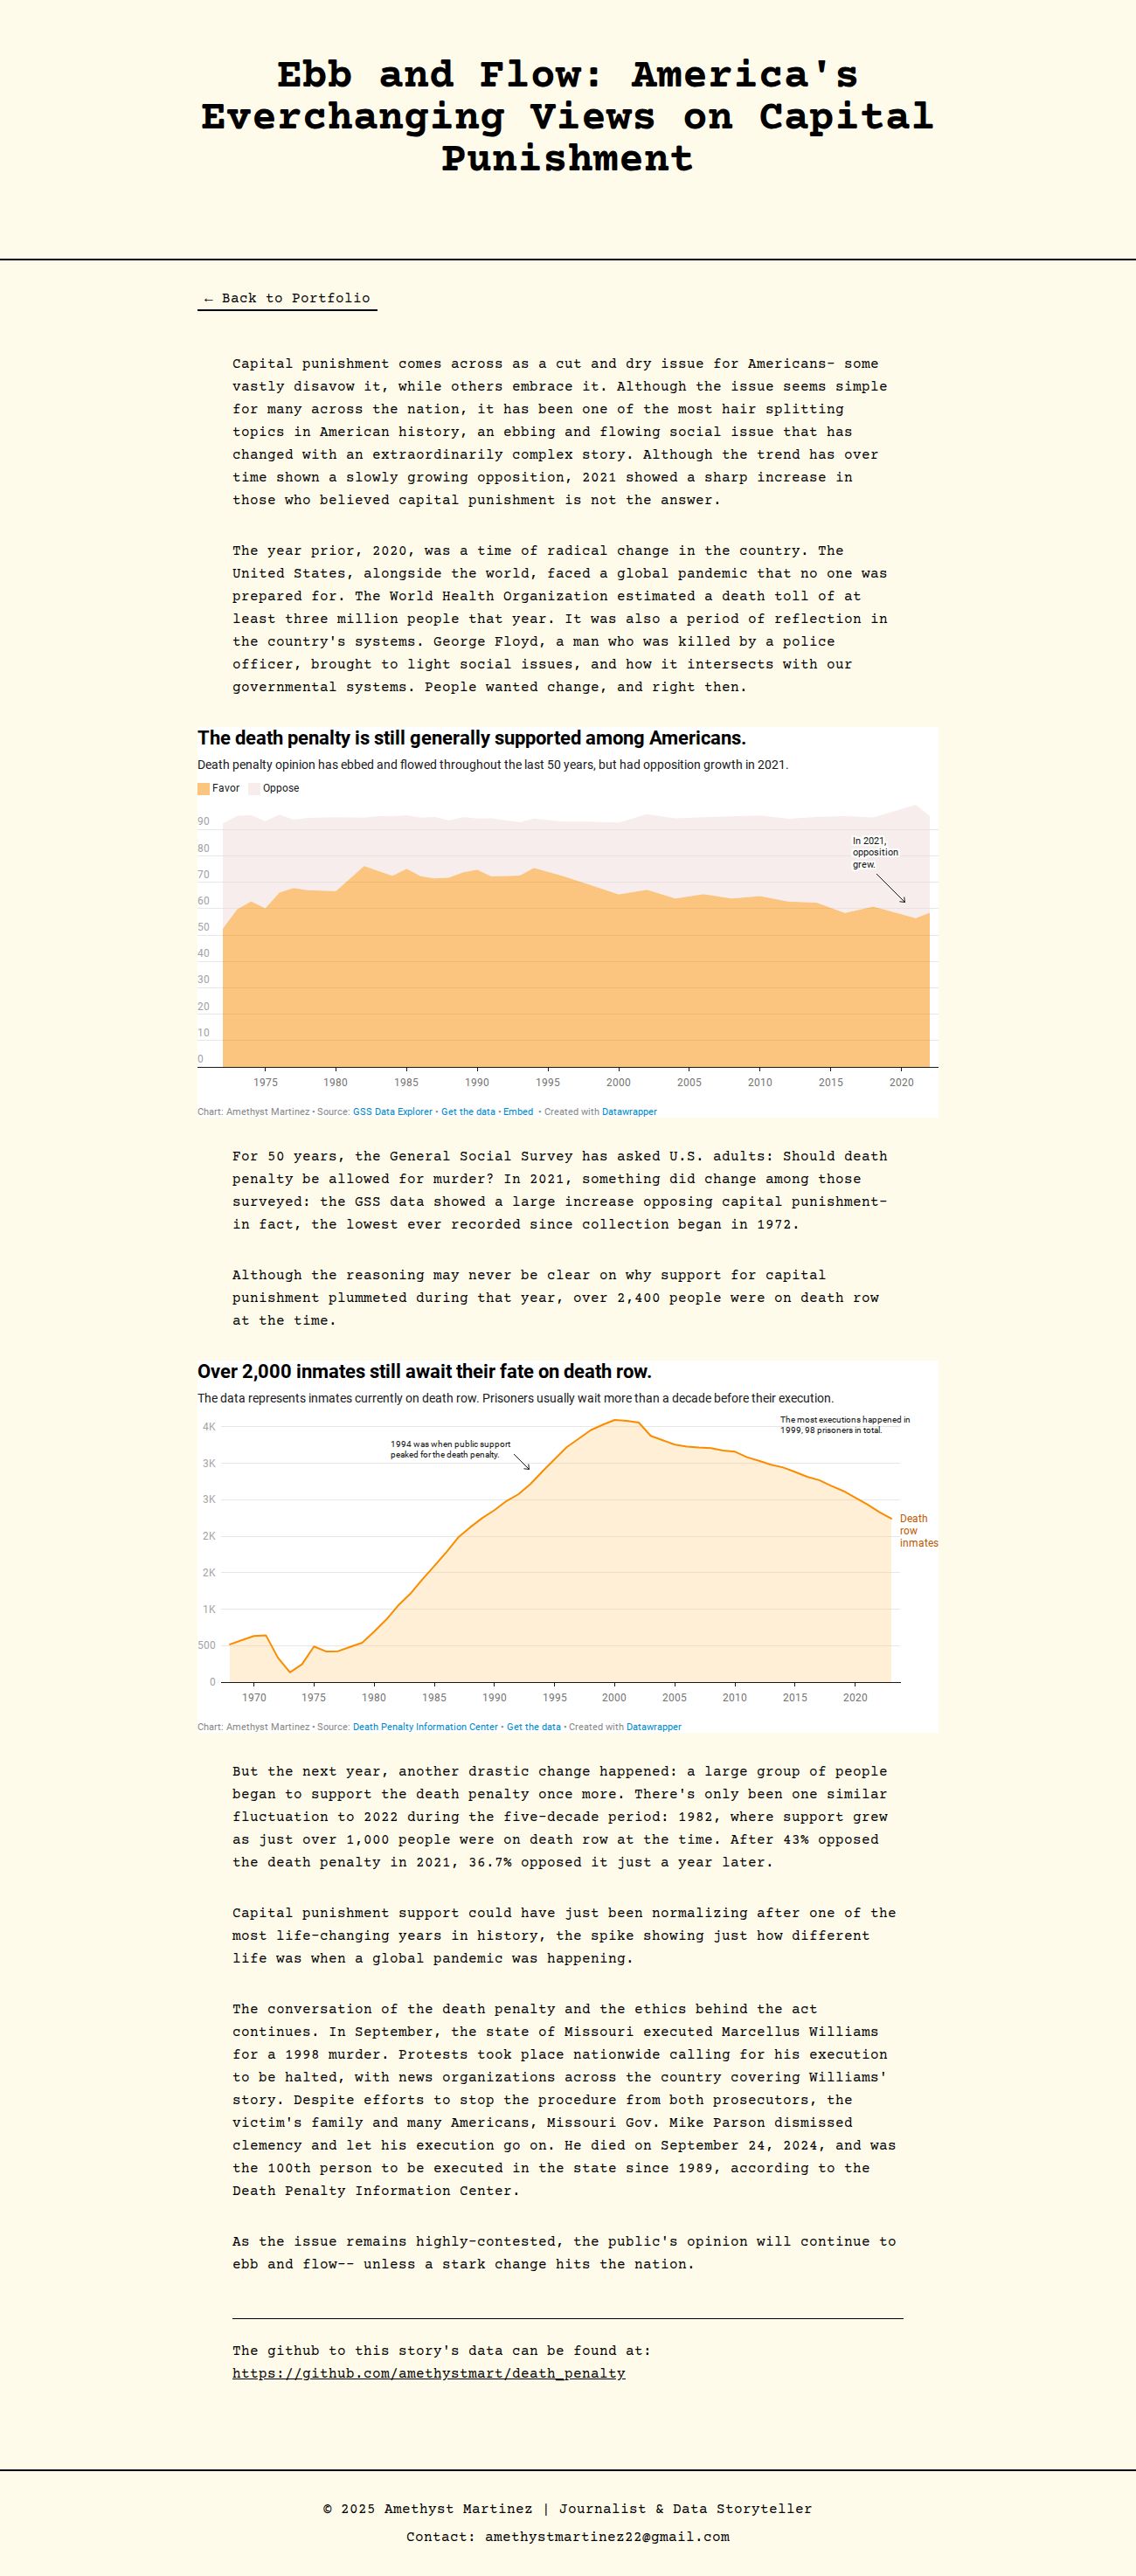 Ebb and Flow: America's
Everchanging Views on Capital
Punishment
← Back to Portfolio
Capital punishment comes across as a cut and dry issue for Americans– some
vastly disavow it, while others embrace it. Although the issue seems simple
for many across the nation, it has been one of the most hair splitting
topics in American history, an ebbing and flowing social issue that has
changed with an extraordinarily complex story. Although the trend has over
time shown a slowly growing opposition, 2021 showed a sharp increase in
those who believed capital punishment is not the answer.
The year prior, 2020, was a time of radical change in the country. The
United States, alongside the world, faced a global pandemic that no one was
prepared for. The World Health Organization estimated a death toll of at
least three million people that year. It was also a period of reflection in
the country's systems. George Floyd, a man who was killed by a police
officer, brought to light social issues, and how it intersects with our
governmental systems. People wanted change, and right then.
The death penalty is still generally supported among Americans.
Death penalty opinion has ebbed and flowed throughout the last 50 years, but had opposition growth in 2021.
Favor Oppose
90
80
70
60
50
40
30
20
10
0
In 2021,
opposition
grew.
1975 1980 1985 1990 1995 2000 2005 2010 2015 2020
Chart: Amethyst Martinez • Source: GSS Data Explorer • Get the data • Embed • Created with Datawrapper
For 50 years, the General Social Survey has asked U.S. adults: Should death
penalty be allowed for murder? In 2021, something did change among those
surveyed: the GSS data showed a large increase opposing capital punishment–
in fact, the lowest ever recorded since collection began in 1972.
Although the reasoning may never be clear on why support for capital
punishment plummeted during that year, over 2,400 people were on death row
at the time.
Over 2,000 inmates still await their fate on death row.
The data represents inmates currently on death row. Prisoners usually wait more than a decade before their execution.
The most executions happened in
1999, 98 prisoners in total.
1994 was when public support
peaked for the death penalty.
4K
3K
3K
2K
2K
1K
500
0
Death
row
inmates
1970 1975 1980 1985 1990 1995 2000 2005 2010 2015 2020
Chart: Amethyst Martinez • Source: Death Penalty Information Center • Get the data • Created with Datawrapper
But the next year, another drastic change happened: a large group of people
began to support the death penalty once more. There's only been one similar
fluctuation to 2022 during the five-decade period: 1982, where support grew
as just over 1,000 people were on death row at the time. After 43% opposed
the death penalty in 2021, 36.7% opposed it just a year later.
Capital punishment support could have just been normalizing after one of the
most life-changing years in history, the spike showing just how different
life was when a global pandemic was happening.
The conversation of the death penalty and the ethics behind the act
continues. In September, the state of Missouri executed Marcellus Williams
for a 1998 murder. Protests took place nationwide calling for his execution
to be halted, with news organizations across the country covering Williams'
story. Despite efforts to stop the procedure from both prosecutors, the
victim's family and many Americans, Missouri Gov. Mike Parson dismissed
clemency and let his execution go on. He died on September 24, 2024, and was
the 100th person to be executed in the state since 1989, according to the
Death Penalty Information Center.
As the issue remains highly-contested, the public's opinion will continue to
ebb and flow-- unless a stark change hits the nation.
The github to this story's data can be found at:
https://github.com/amethystmart/death_penalty
© 2025 Amethyst Martinez | Journalist & Data Storyteller
Contact: amethystmartinez22@gmail.com